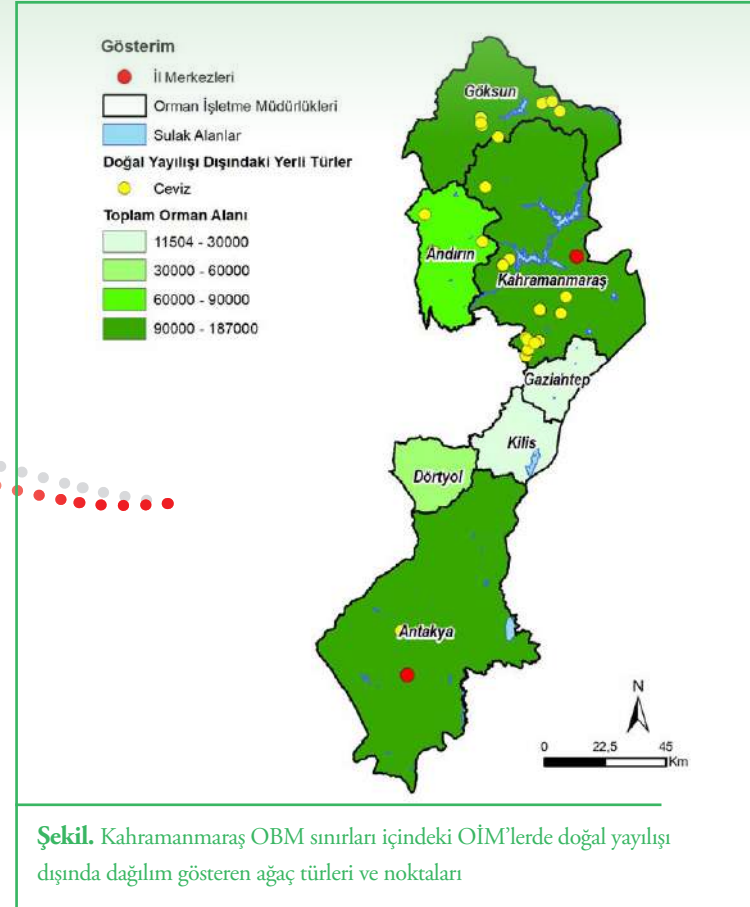 Gösterim
İl Merkezleri
Orman İşletme Müdürlükleri
Sulak Alanlar
Doğal Yayılışı Dışındaki Yerli Türler
Ceviz
Toplam Orman Alanı
11504 - 30000
30000 - 60000
60000 - 90000
90000 - 187000
Göksun
Andırın
Kahramanmaraş
Gaziantep
Kilis
Dörtyol
Antakya
N
0 22,5 45
Km
Şekil. Kahramanmaraş OBM sınırları içindeki OİM'lerde doğal yayılışı
dışında dağılım gösteren ağaç türleri ve noktaları